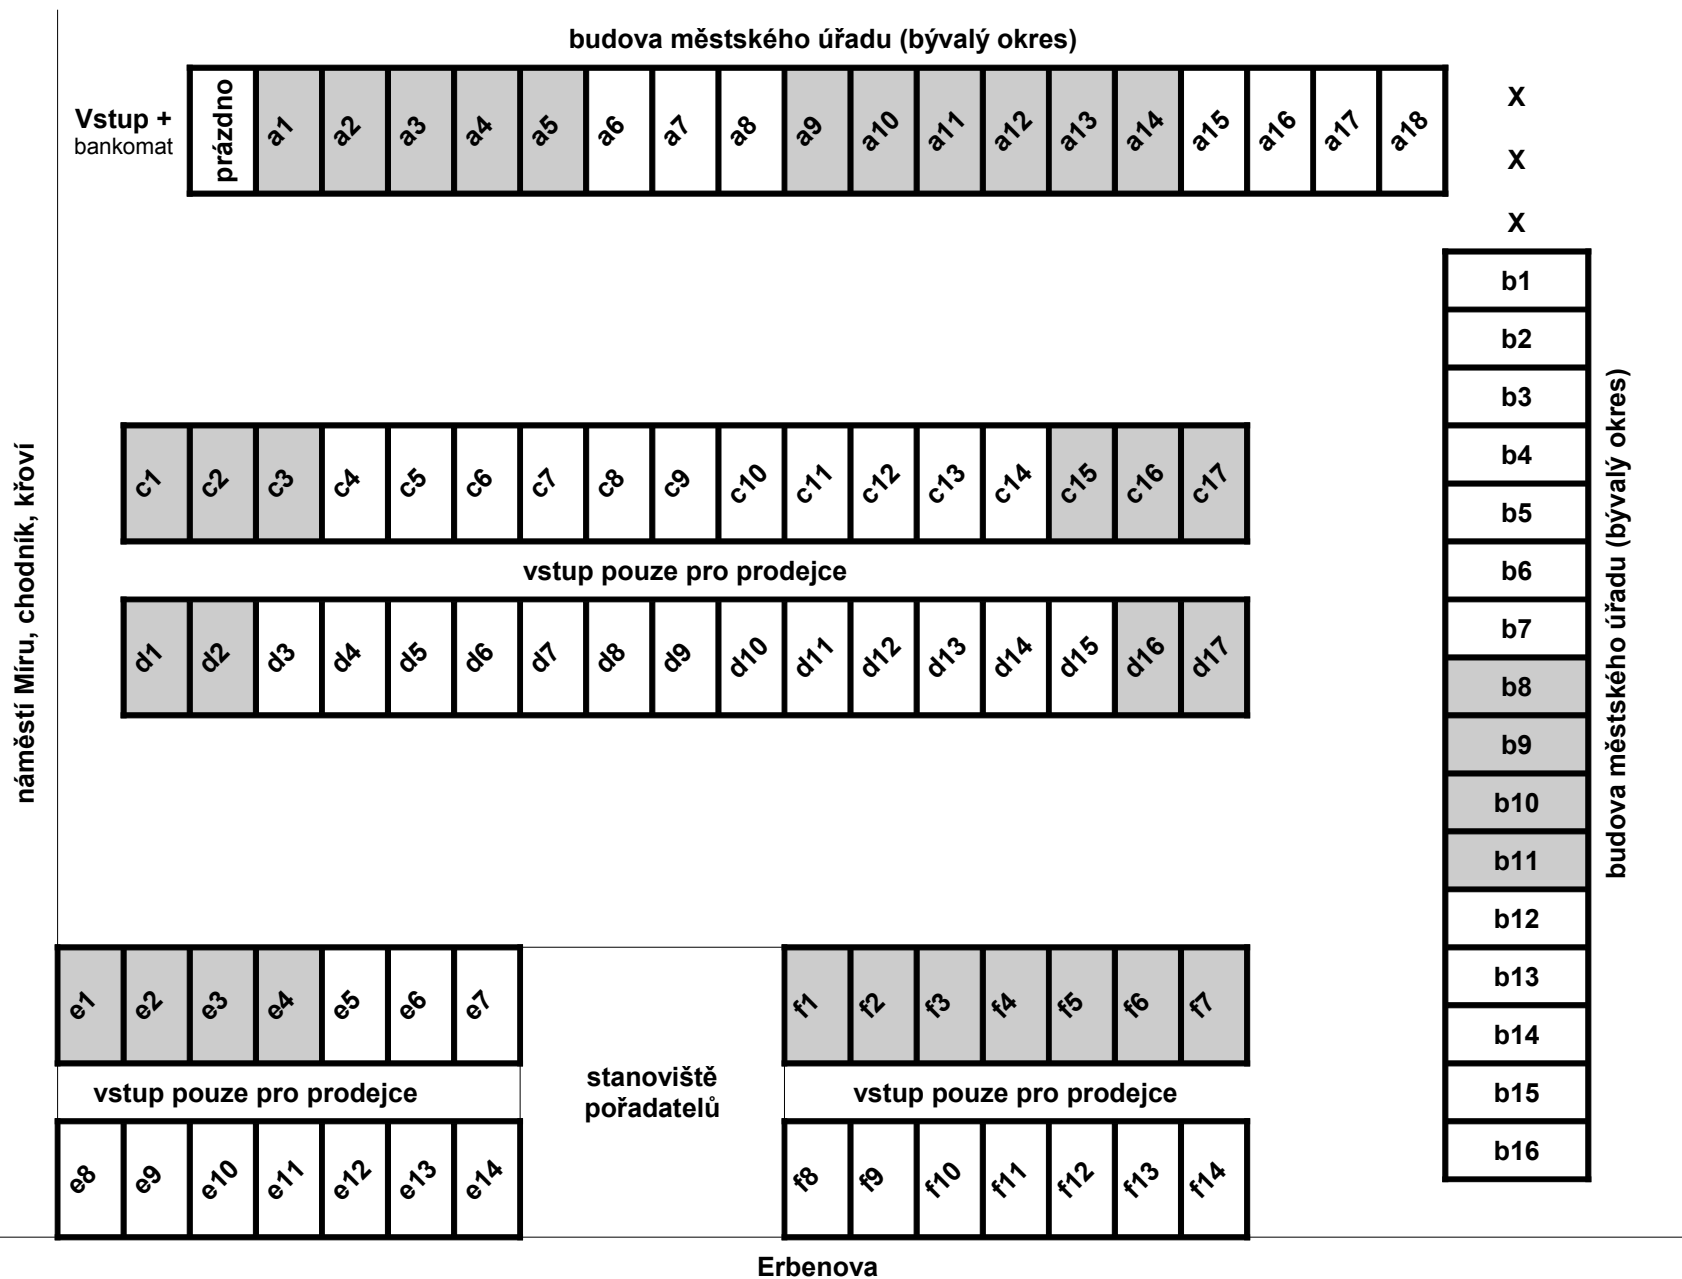 budova městského úřadu (bývalý okres)
Vstup +
bankomat
prázdno a1 a2 a3 a4 a5 a6 a7 a8 a9 a10 a11 a12 a13 a14 a15 a16 a17 a18
X
X
X
náměstí Míru, chodník, křoví
c1 c2 c3 c4 c5 c6 c7 c8 c9 c10 c11 c12 c13 c14 c15 c16 c17
vstup pouze pro prodejce
d1 d2 d3 d4 d5 d6 d7 d8 d9 d10 d11 d12 d13 d14 d15 d16 d17
b1
b2
b3
b4
b5
b6
b7
b8
b9
b10
b11
b12
b13
b14
b15
b16
budova městského úřadu (bývalý okres)
e1 e2 e3 e4 e5 e6 e7
vstup pouze pro prodejce
e8 e9 e10 e11 e12 e13 e14
stanoviště
pořadatelů
f1 f2 f3 f4 f5 f6 f7
vstup pouze pro prodejce
f8 f9 f10 f11 f12 f13 f14
Erbenova